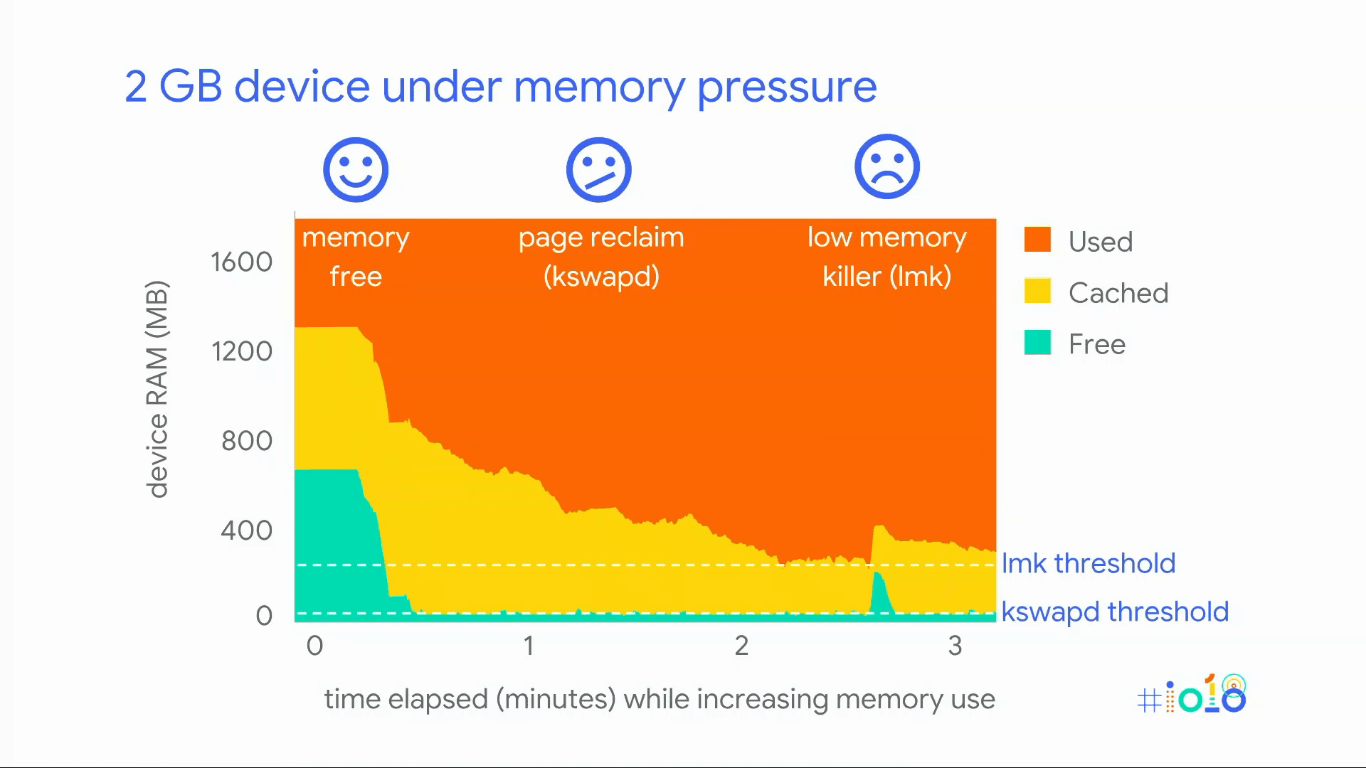 2 GB device under memory pressure
memory
free
page reclaim
(kswapd)
low memory
killer (lmk)
Used
Cached
Free
device RAM (MB)
1600
1200
800
400
0
lmk threshold
kswapd threshold
0 1 2 3
time elapsed (minutes) while increasing memory use
#io18